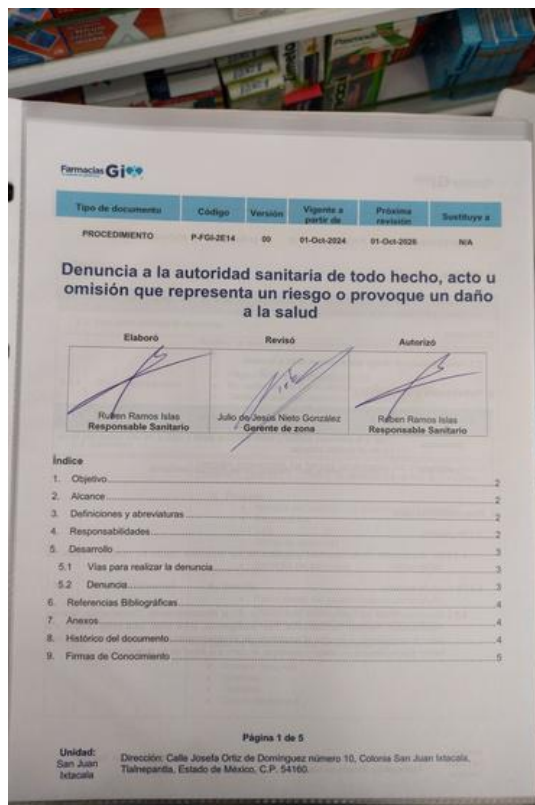 Farmacias Gi
Tipo de documento Código Versión Vigente a partir de Próxima revisión Sustituye a
PROCEDIMIENTO P-FGI-2E14 00 01-Oct-2024 01-Oct-2026 N/A
Denuncia a la autoridad sanitaria de todo hecho, acto u
omisión que representa un riesgo o provoque un daño
a la salud
Elaboró Revisó Autorizó
Ruben Ramos Islas Julio de Jesús Nieto González Ruben Ramos Islas
Responsable Sanitario Gerente de zona Responsable Sanitario
Índice
1. Objetivo 2
2. Alcance 2
3. Definiciones y abreviaturas 2
4. Responsabilidades 2
5. Desarrollo 3
5.1 Vías para realizar la denuncia 3
5.2 Denuncia 3
6. Referencias Bibliográficas 4
7. Anexos 4
8. Histórico del documento 4
9. Firmas de Conocimiento 5
Página 1 de 5
Unidad:
San Juan
Ixtacala
Dirección: Calle Josefa Ortiz de Domínguez número 10, Colonia San Juan Ixtacala,
Tlalnepantla, Estado de México, C.P. 54160.